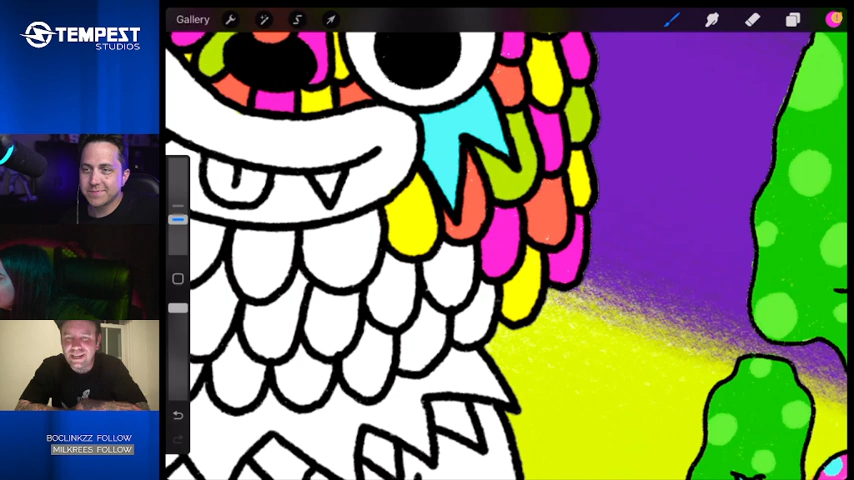 TEMPEST
STUDIOS
Gallery
BOCLINKZZ FOLLOW
MILKREES FOLLOW